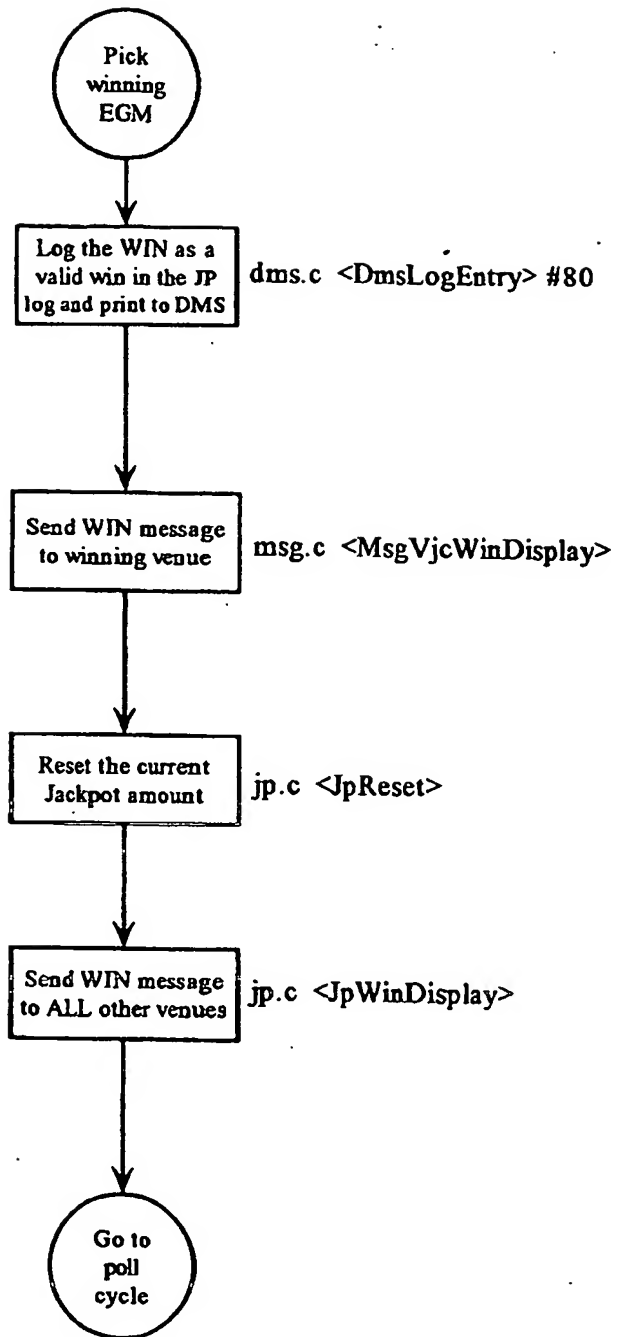 Pick
winning
EGM
Log the WIN as a
valid win in the JP
log and print to DMS
dms.c <DmsLogEntry> #80
Send WIN message
to winning venue
msg.c <MsgVjcWinDisplay>
Reset the current
Jackpot amount
jp.c <JpReset>
Send WIN message
to ALL other venues
jp.c <JpWinDisplay>
Go to
poll
cycle